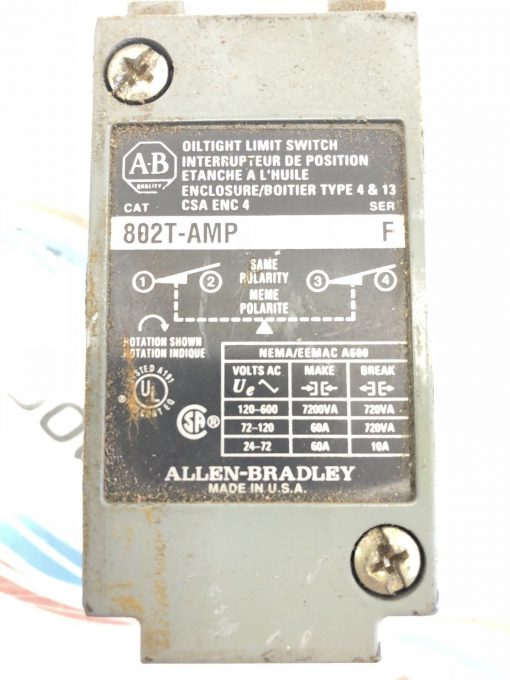 A-B
QUALITY
OILTIGHT LIMIT SWITCH
INTERRUPTEUR DE POSITION
ETANCHE A L'HUILE
ENCLOSURE/BOITIER TYPE 4 & 13
CAT CSA ENC 4 SER
802T-AMP F
1 2 SAME POLARITY 3 4
MEME POLARITE
ROTATION SHOWN
ROTATION INDIQUE
NEMA/EEMAC A600
VOLTS AC MAKE BREAK
Ue
120-600 7200VA 720VA
72-120 60A 720VA
24-72 60A 10A
LISTED
UL
SA ®
ALLEN-BRADLEY
MADE IN U.S.A.